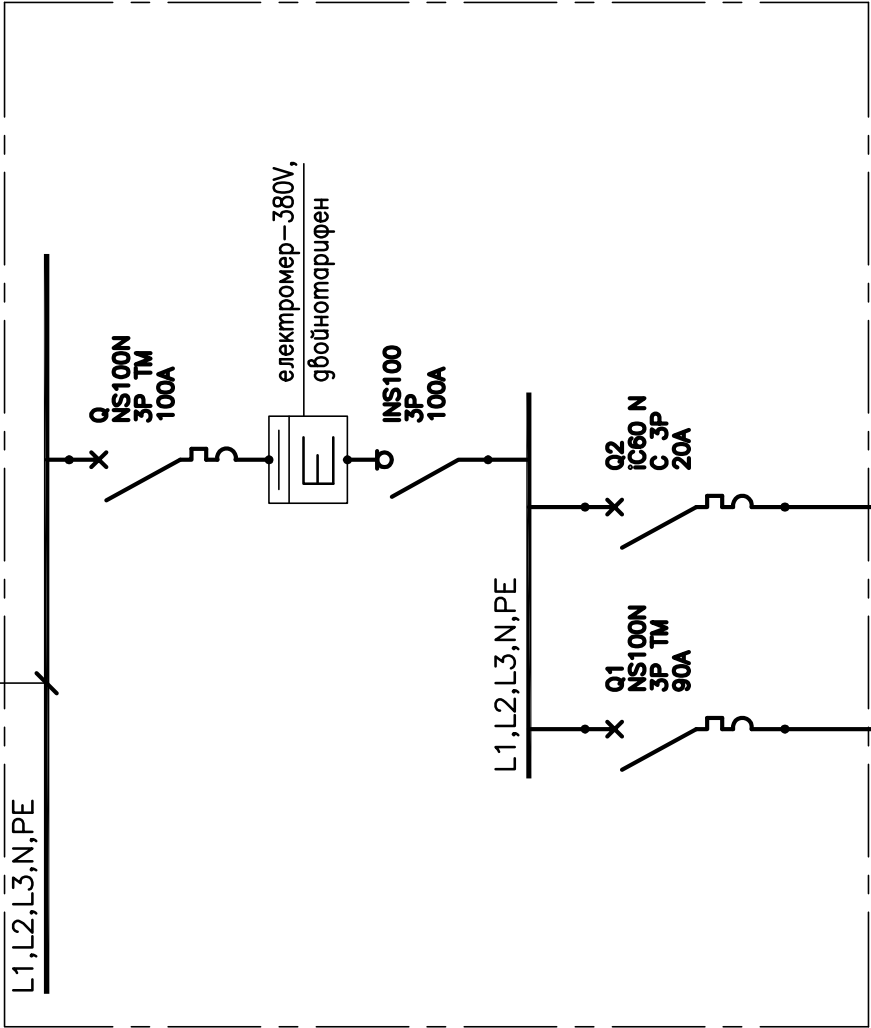 L1,L2,L3,N,PE
Q
NS100N
3P TM
100A
електромер-380V,
двойнотарифен
E
INS100
3P
100A
L1,L2,L3,N,PE
Q2
iC60 N
C 3P
20A
Q1
NS100N
3P TM
90A